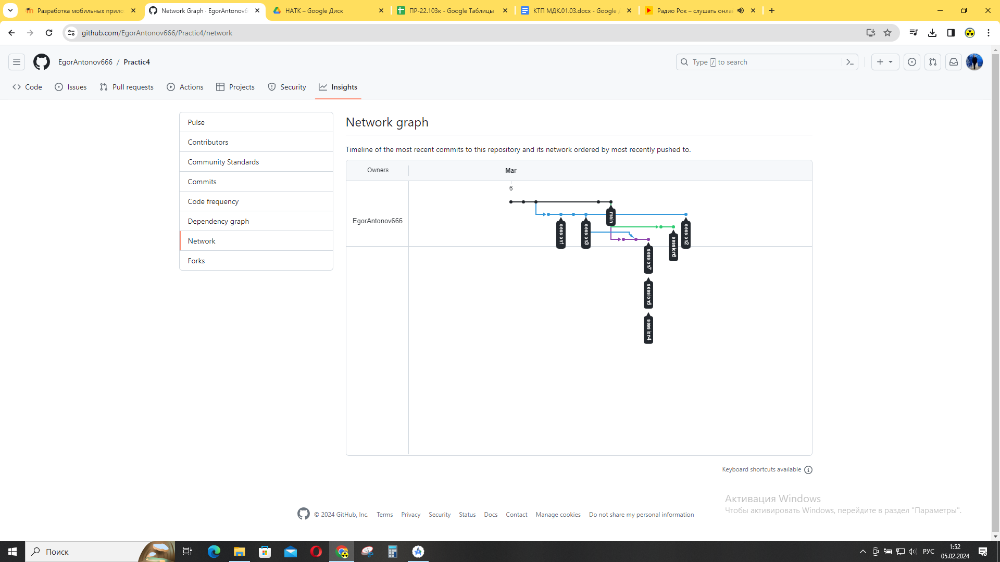 Разработка мобильных прило
Network Graph · EgorAntonov6
НАТК – Google Диск
ПР-22.103к - Google Таблицы
КТП МДК.01.03.docx - Google Д
Радио Рок – слушать онла
github.com/EgorAntonov666/Practic4/network
EgorAntonov666 / Practic4
Type / to search
Code
Issues
Pull requests
Actions
Projects
Security
Insights
Pulse
Contributors
Community Standards
Commits
Code frequency
Dependency graph
Network
Forks
Network graph
Timeline of the most recent commits to this repository and its network ordered by most recently pushed to.
Owners
Mar
6
EgorAntonov666
main
session1
session3
session2
session6
session7
session5
session4
Keyboard shortcuts available
Активация Windows
Чтобы активировать Windows, перейдите в раздел "Параметры".
© 2024 GitHub, Inc.
Terms
Privacy
Security
Status
Docs
Contact
Manage cookies
Do not share my personal information
Поиск
РУС
1:52
05.02.2024